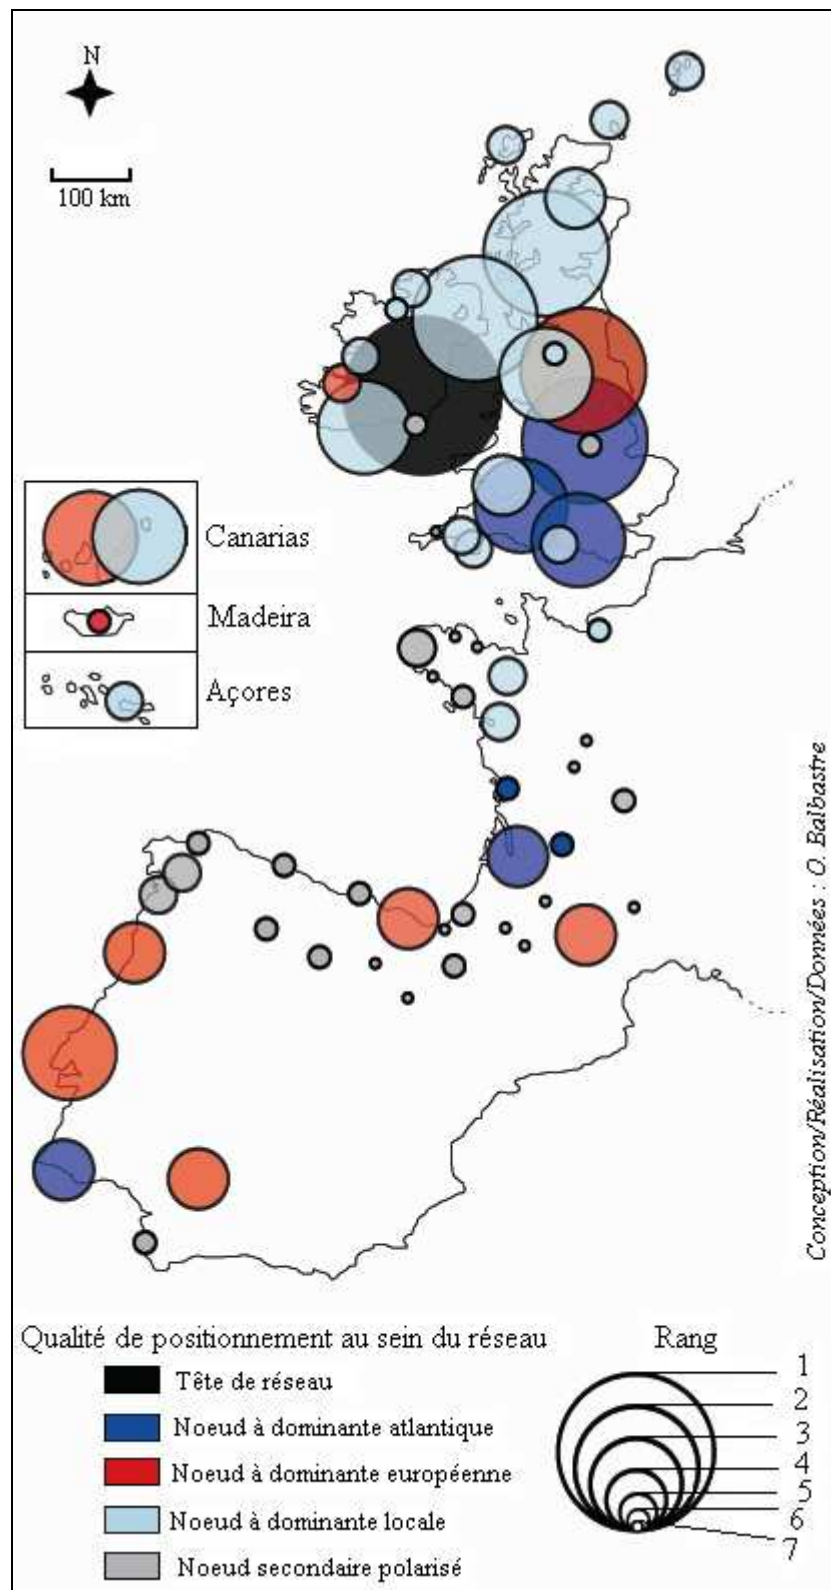 N
100 km
Canarias
Madeira
Açores
Conception/Réalisation/Données : O. Balbastre
Qualité de positionnement au sein du réseau
Tête de réseau
Noeud à dominante atlantique
Noeud à dominante européenne
Noeud à dominante locale
Noeud secondaire polarisé
Rang
1
2
3
4
5
6
7